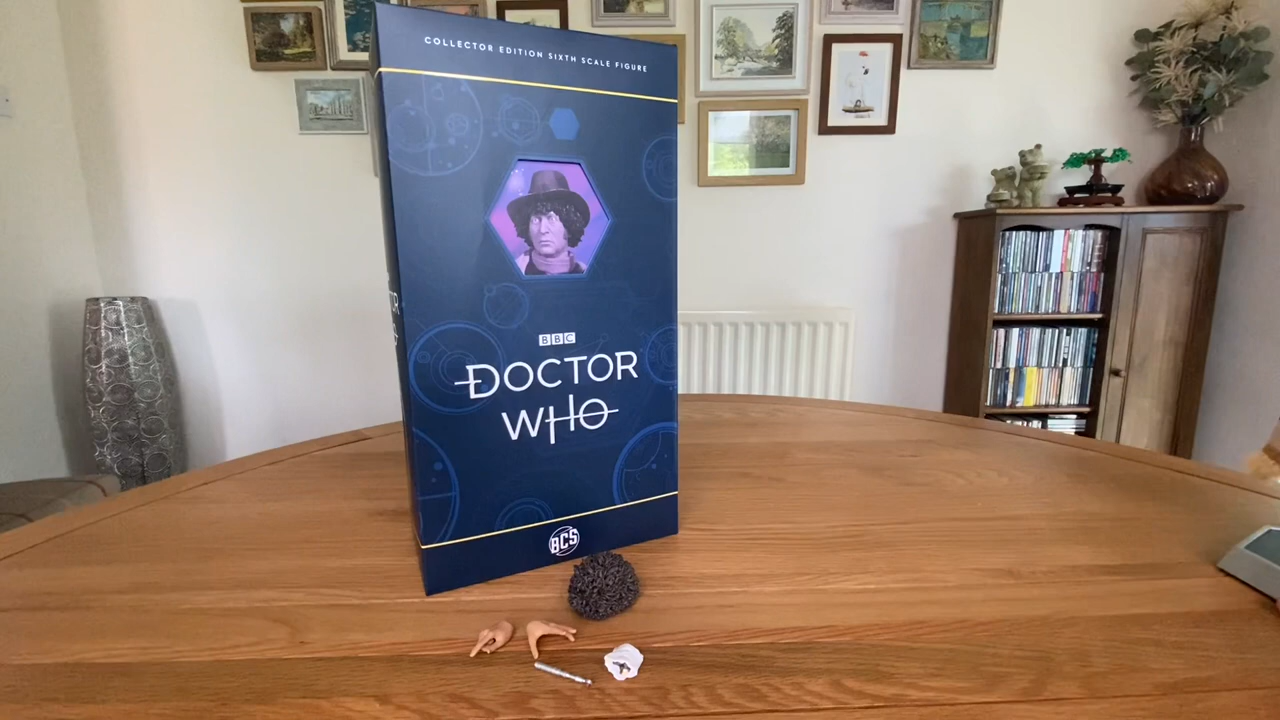 COLLECTOR EDITION SIXTH SCALE FIGURE
BBC
DOCTOR
WHO
BCS